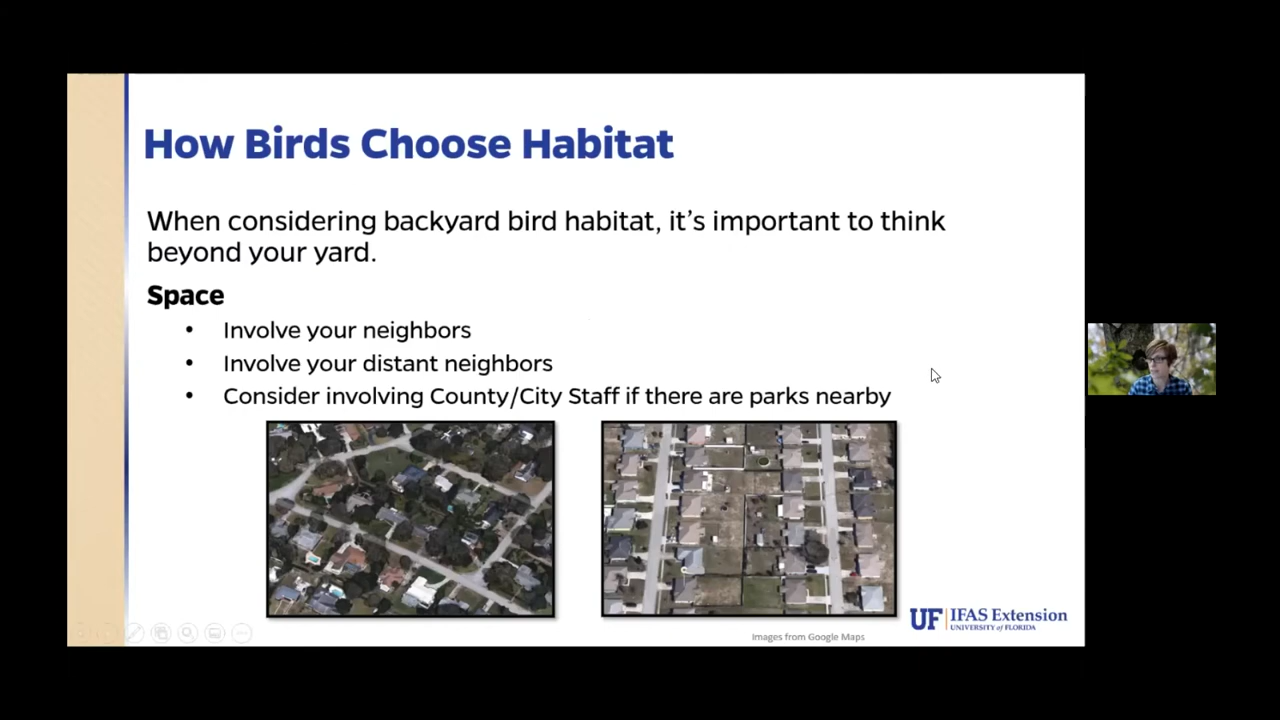 How Birds Choose Habitat
When considering backyard bird habitat, it's important to think
beyond your yard.
Space
• Involve your neighbors
• Involve your distant neighbors
• Consider involving County/City Staff if there are parks nearby
UF IFAS Extension
UNIVERSITY of FLORIDA
Images from Google Maps